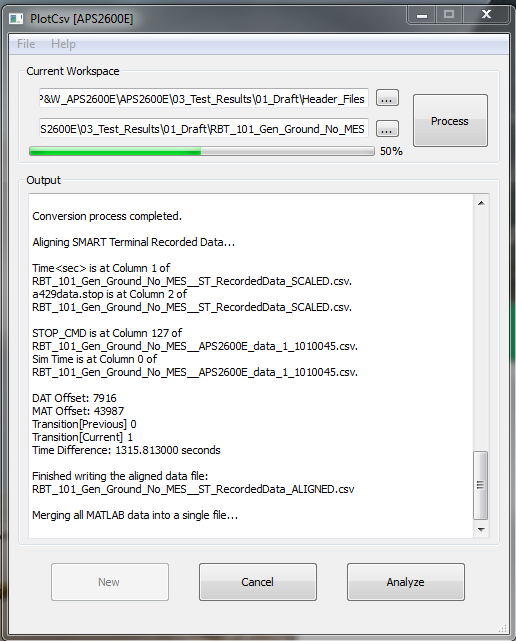 PlotCsv [APS2600E]
File Help
Current Workspace
P&W_APS2600E\APS2600E\03_Test_Results\01_Draft\Header_Files
...
S2600E\03_Test_Results\01_Draft\RBT_101_Gen_Ground_No_MES
...
Process
50%
Output
Conversion process completed.
Aligning SMART Terminal Recorded Data...
Time<sec> is at Column 1 of
RBT_101_Gen_Ground_No_MES__ST_RecordedData_SCALED.csv.
a429data.stop is at Column 2 of
RBT_101_Gen_Ground_No_MES__ST_RecordedData_SCALED.csv.
STOP_CMD is at Column 127 of
RBT_101_Gen_Ground_No_MES__APS2600E_data_1_1010045.csv.
Sim Time is at Column 0 of
RBT_101_Gen_Ground_No_MES__APS2600E_data_1_1010045.csv.
DAT Offset: 7916
MAT Offset: 43987
Transition[Previous] 0
Transition[Current] 1
Time Difference: 1315.813000 seconds
Finished writing the aligned data file:
RBT_101_Gen_Ground_No_MES__ST_RecordedData_ALIGNED.csv
Merging all MATLAB data into a single file...
New
Cancel
Analyze